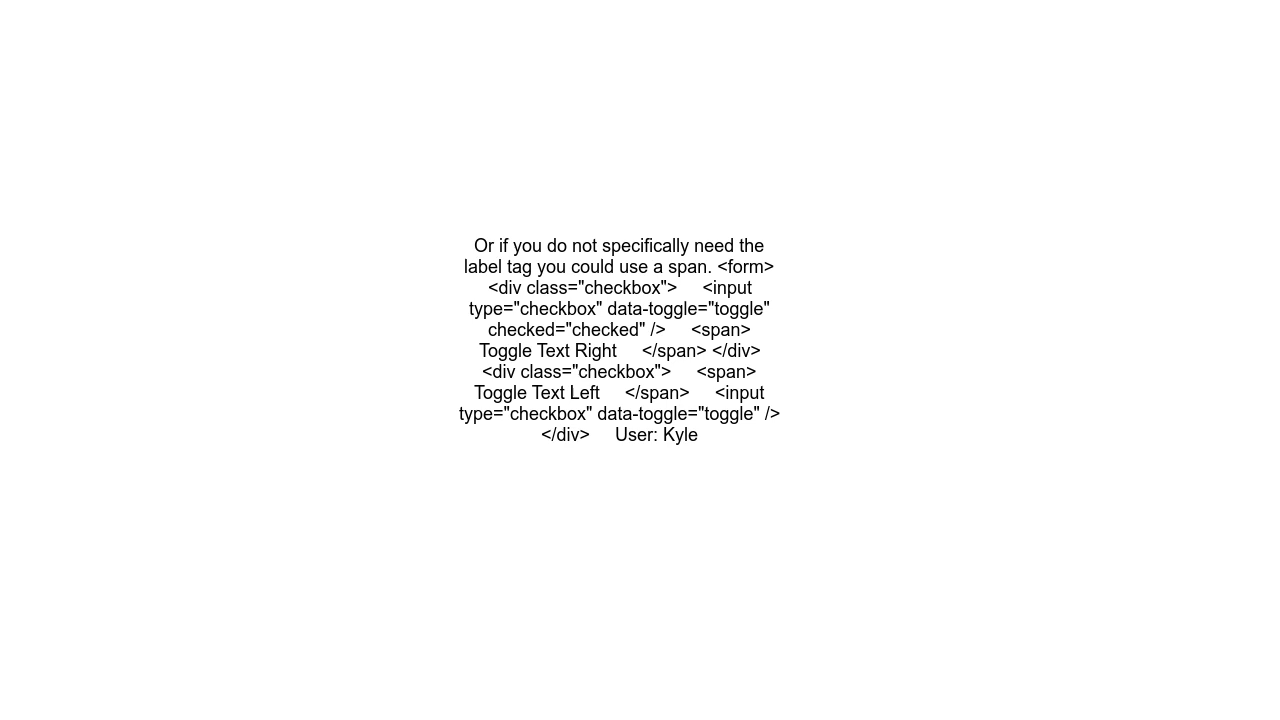 Or if you do not specifically need the
label tag you could use a span. <form>
<div class="checkbox">     <input
type="checkbox" data-toggle="toggle"
checked="checked" />     <span>
Toggle Text Right     </span> </div>
<div class="checkbox">     <span>
Toggle Text Left     </span>     <input
type="checkbox" data-toggle="toggle" />
</div>     User: Kyle